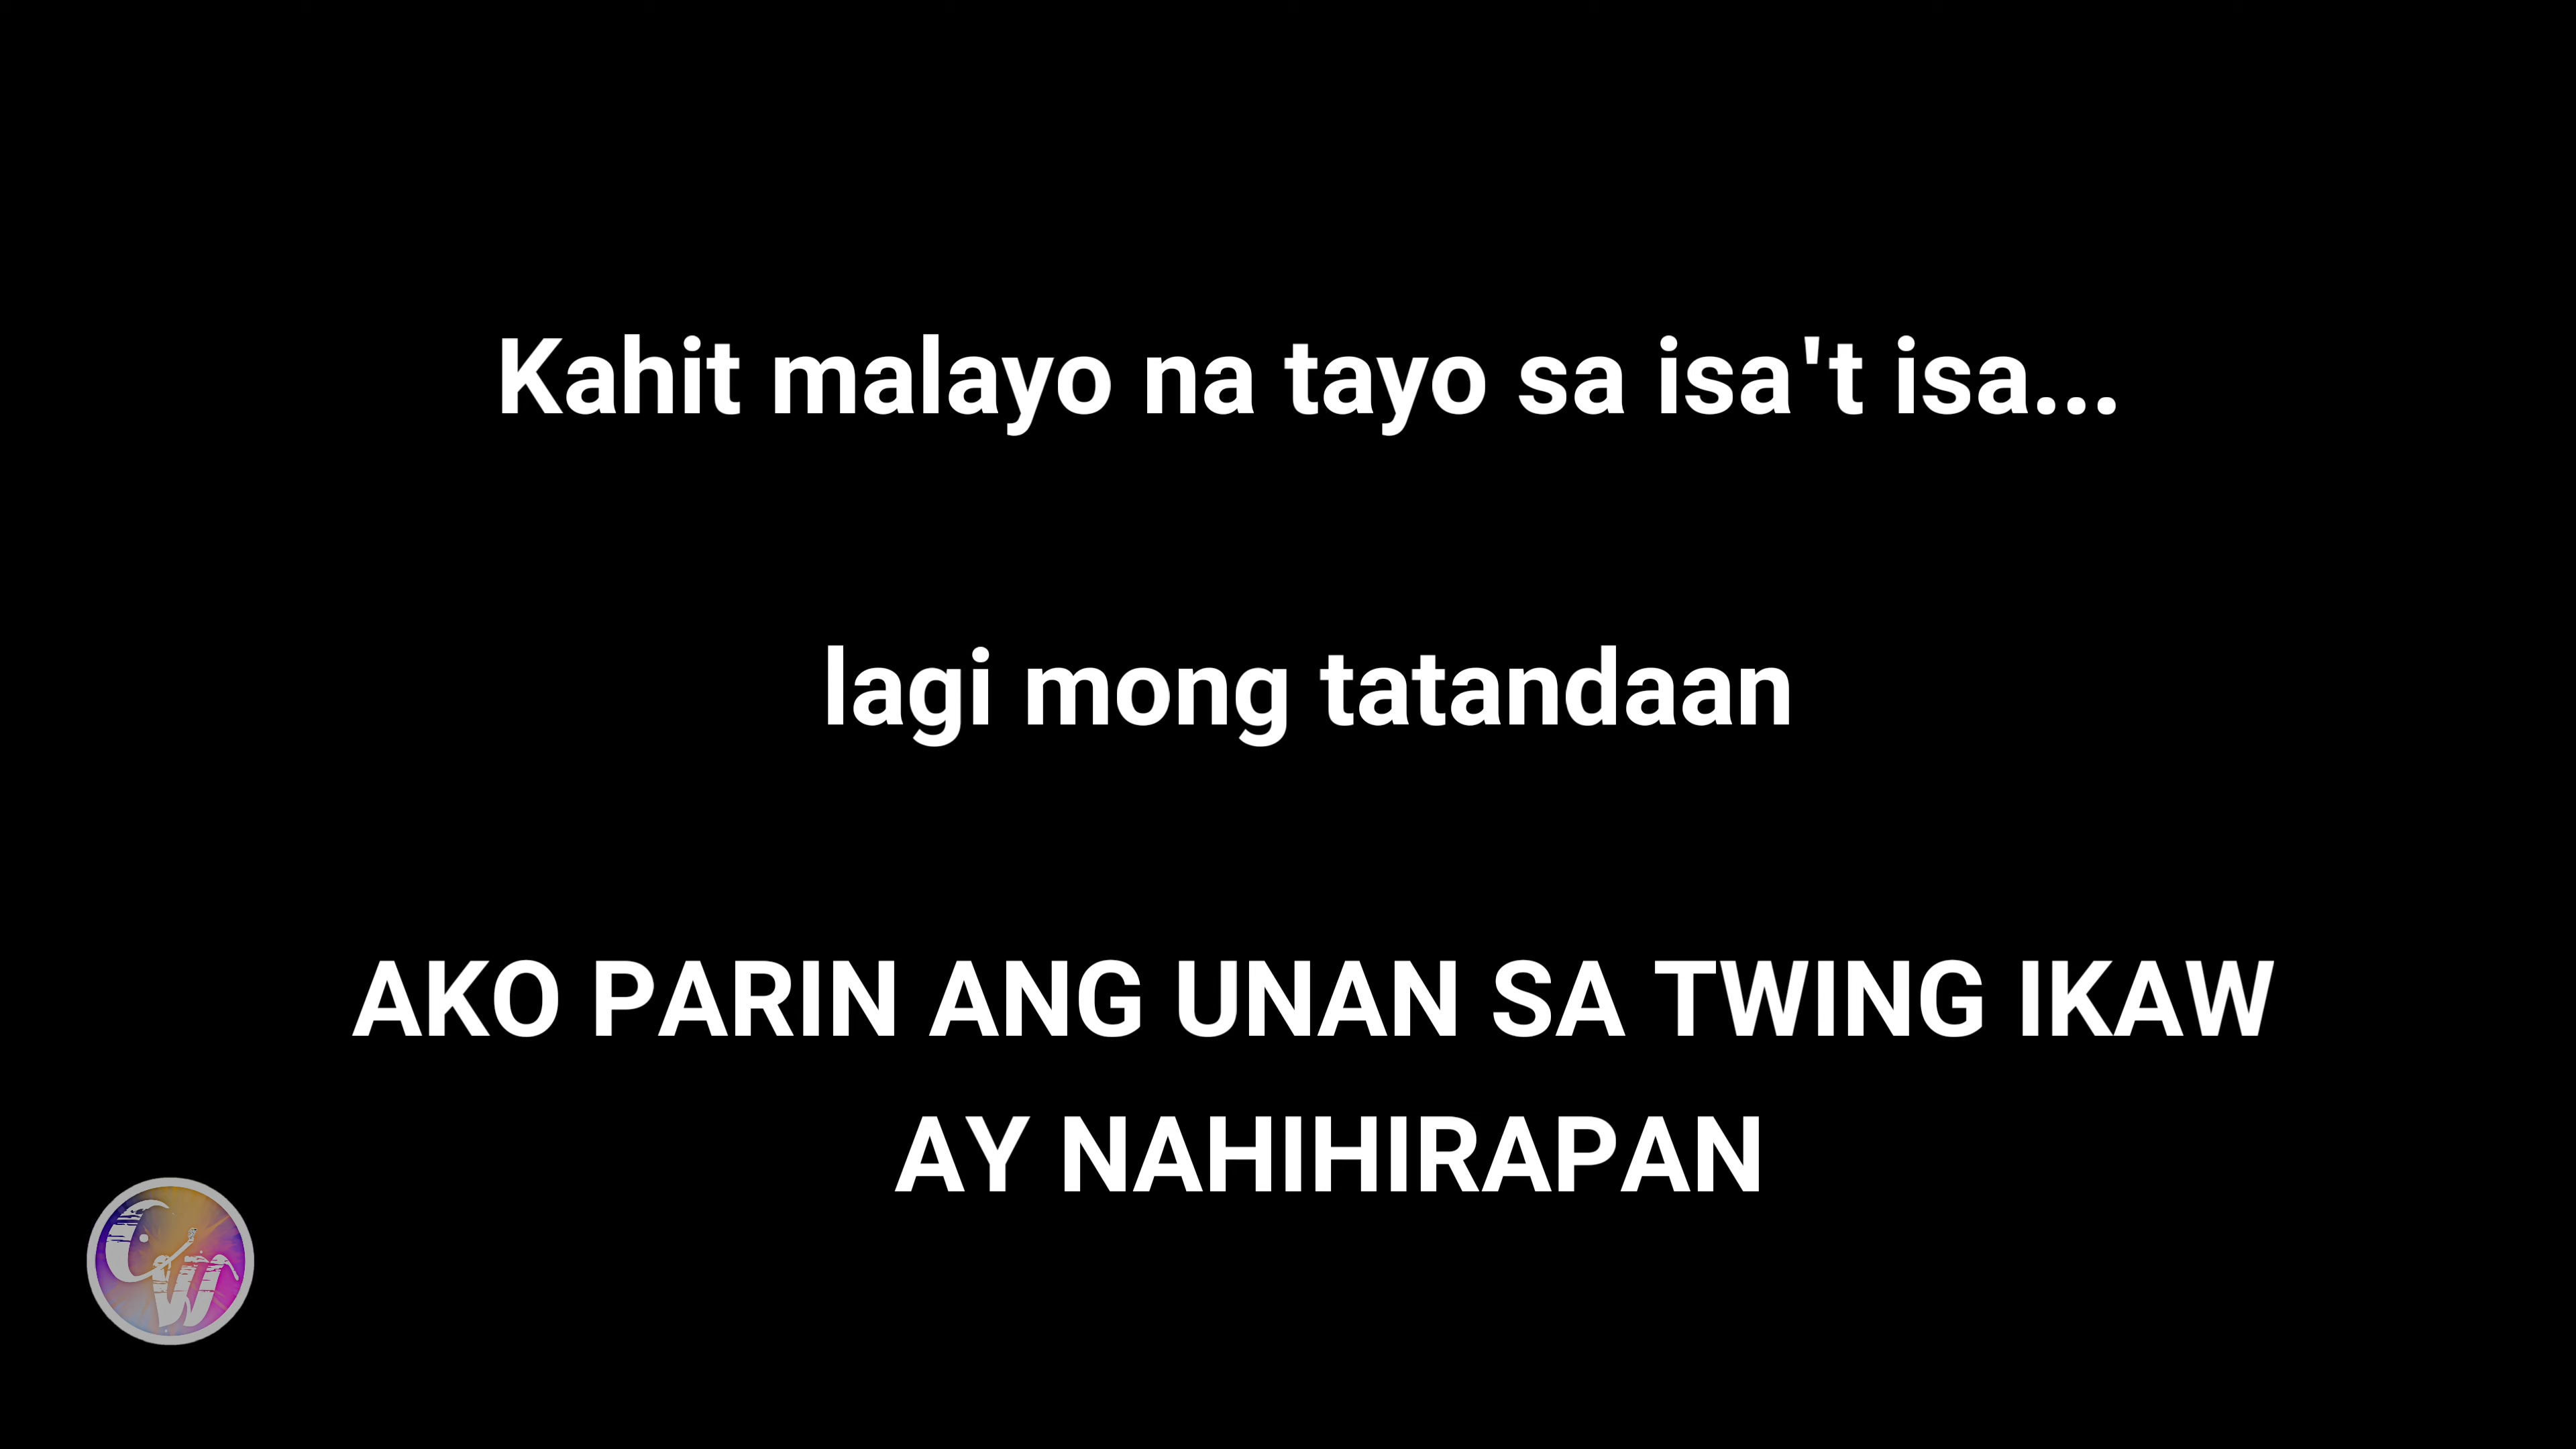 Kahit malayo na tayo sa isa't isa...
lagi mong tatandaan
AKO PARIN ANG UNAN SA TWING IKAW
AY NAHIHIRAPAN
CW